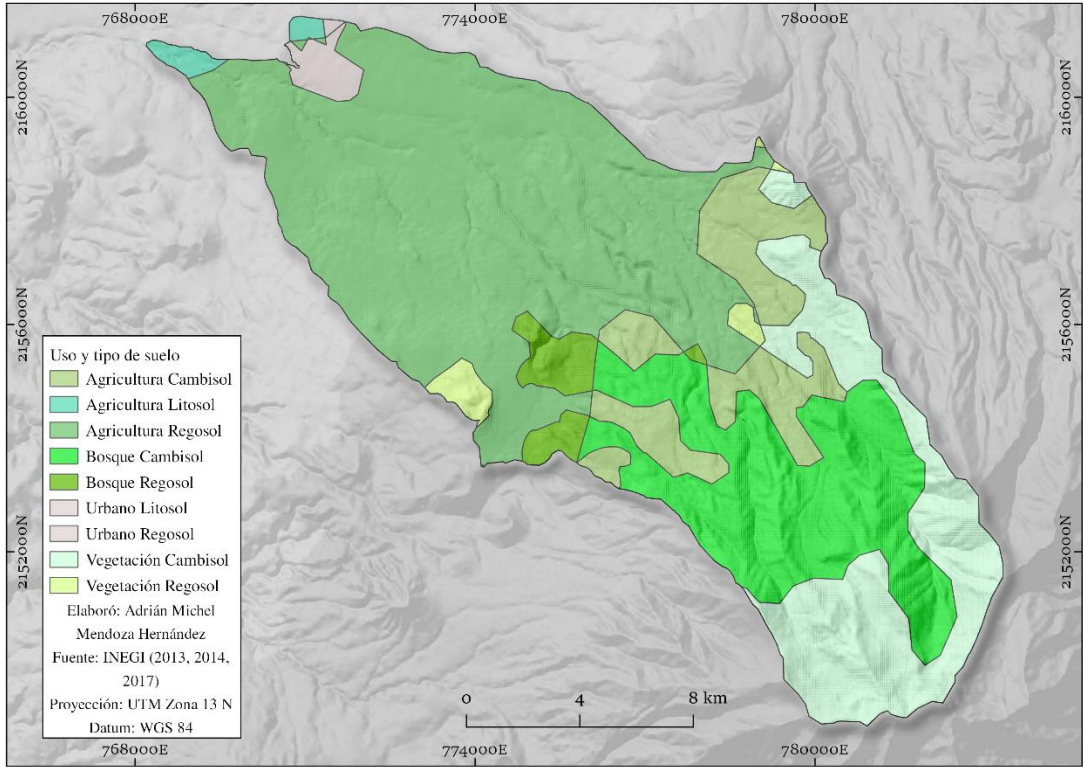 768000E 774000E 780000E
2160000N 2160000N
2156000N 2156000N
Uso y tipo de suelo
Agricultura Cambisol
Agricultura Litosol
Agricultura Regosol
Bosque Cambisol
Bosque Regosol
Urbano Litosol
Urbano Regosol
Vegetación Cambisol
Vegetación Regosol
Elaboró: Adrián Michel
Mendoza Hernández
Fuente: INEGI (2013, 2014,
2017)
Proyección: UTM Zona 13 N
Datum: WGS 84
2152000N 2152000N
0 4 8 km
768000E 774000E 780000E